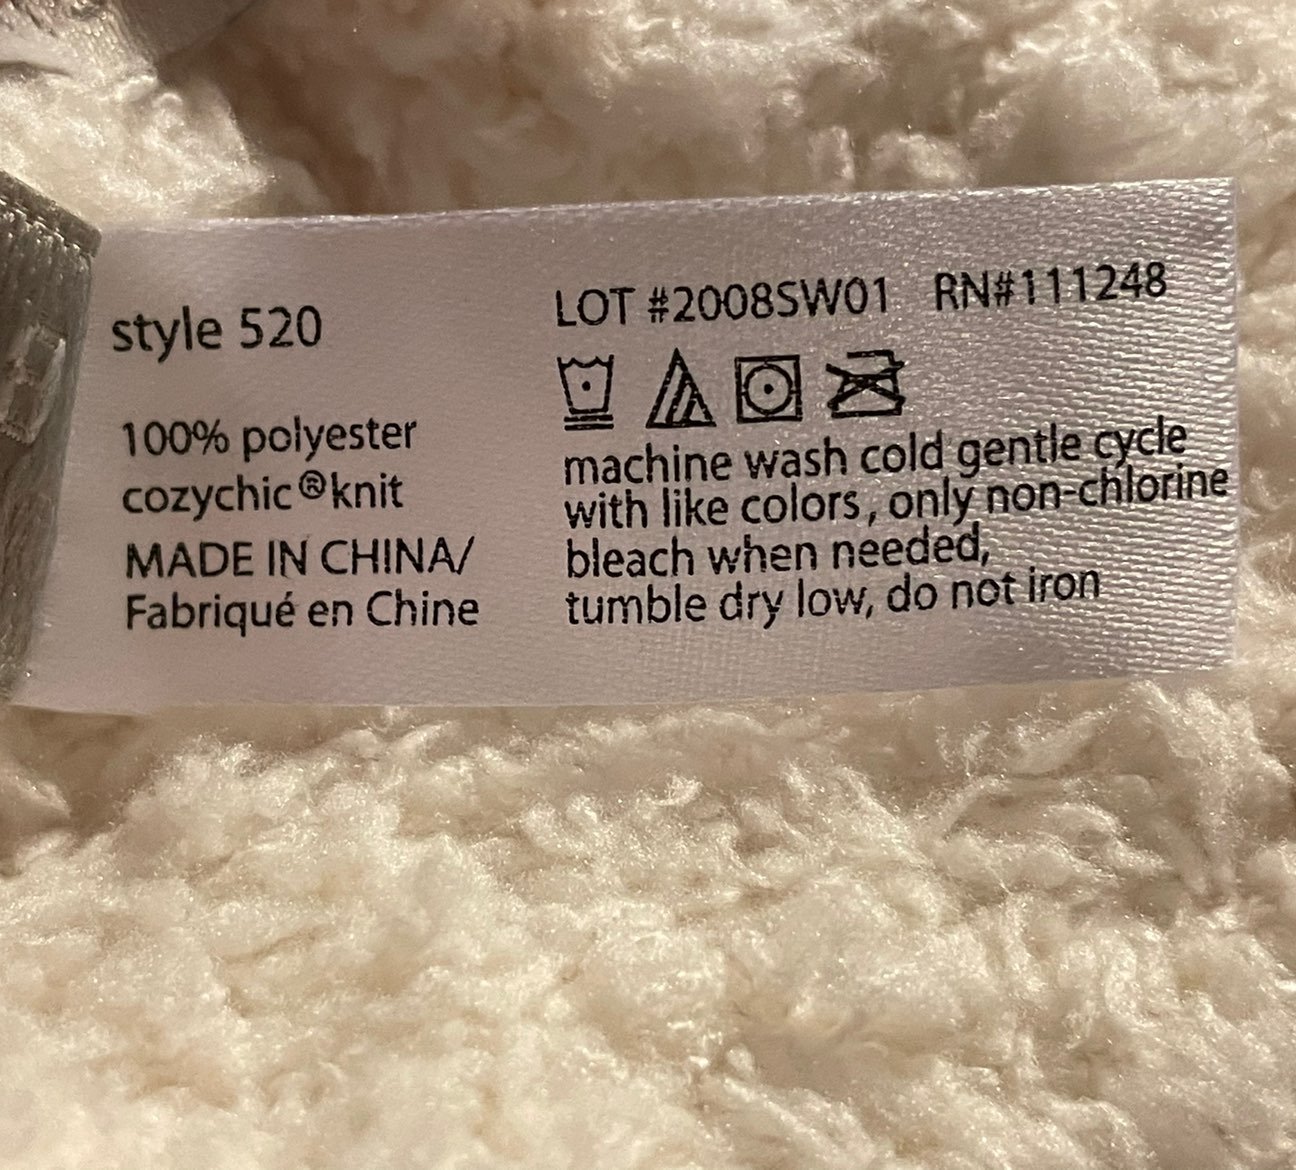 style 520
100% polyester
cozychic®knit
MADE IN CHINA/
Fabriqué en Chine
LOT #2008SW01 RN#111248
machine wash cold gentle cycle
with like colors, only non-chlorine
bleach when needed,
tumble dry low, do not iron